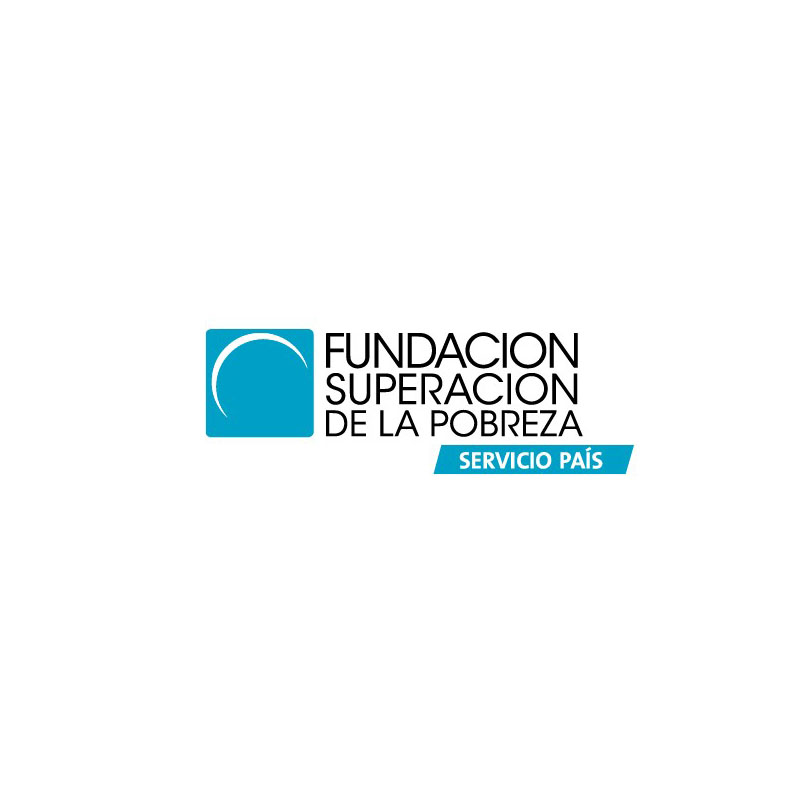 FUNDACION
SUPERACION
DE LA POBREZA
SERVICIO PAÍS